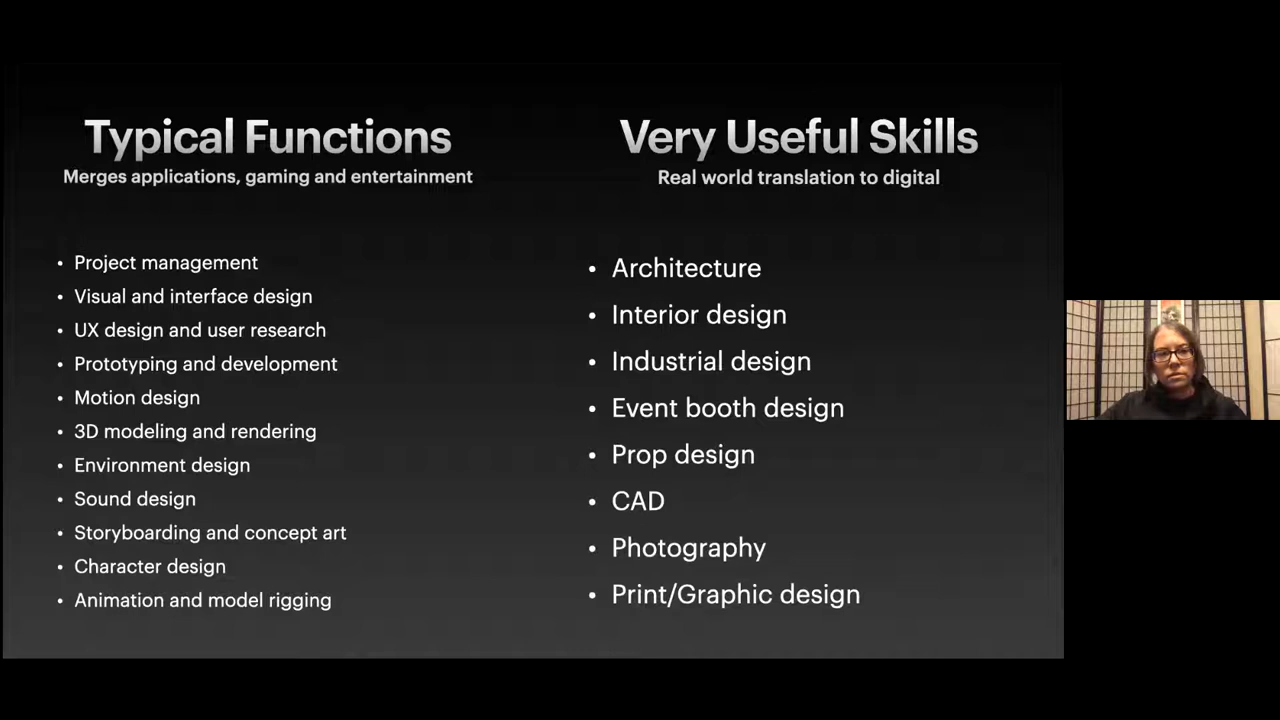 Typical Functions
Merges applications, gaming and entertainment
• Project management
• Visual and interface design
• UX design and user research
• Prototyping and development
• Motion design
• 3D modeling and rendering
• Environment design
• Sound design
• Storyboarding and concept art
• Character design
• Animation and model rigging
Very Useful Skills
Real world translation to digital
• Architecture
• Interior design
• Industrial design
• Event booth design
• Prop design
• CAD
• Photography
• Print/Graphic design